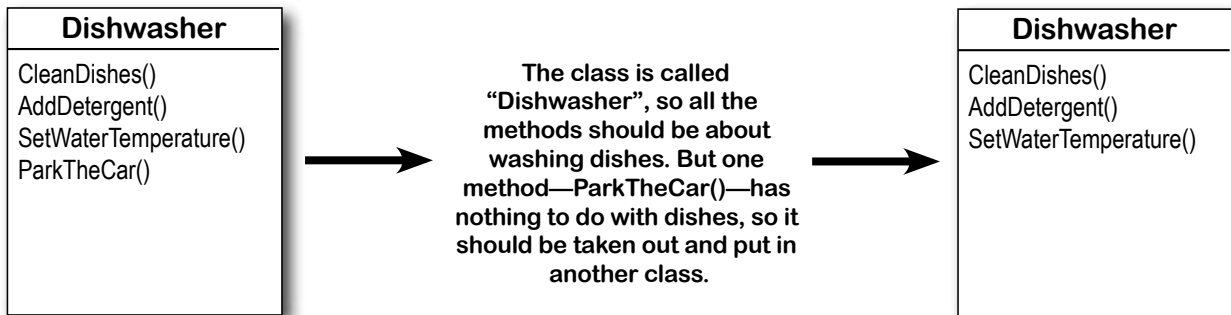 Dishwasher
CleanDishes()
AddDetergent()
SetWaterTemperature()
ParkTheCar()
The class is called
“Dishwasher”, so all the
methods should be about
washing dishes. But one
method—ParkTheCar()—has
nothing to do with dishes, so it
should be taken out and put in
another class.
Dishwasher
CleanDishes()
AddDetergent()
SetWaterTemperature()